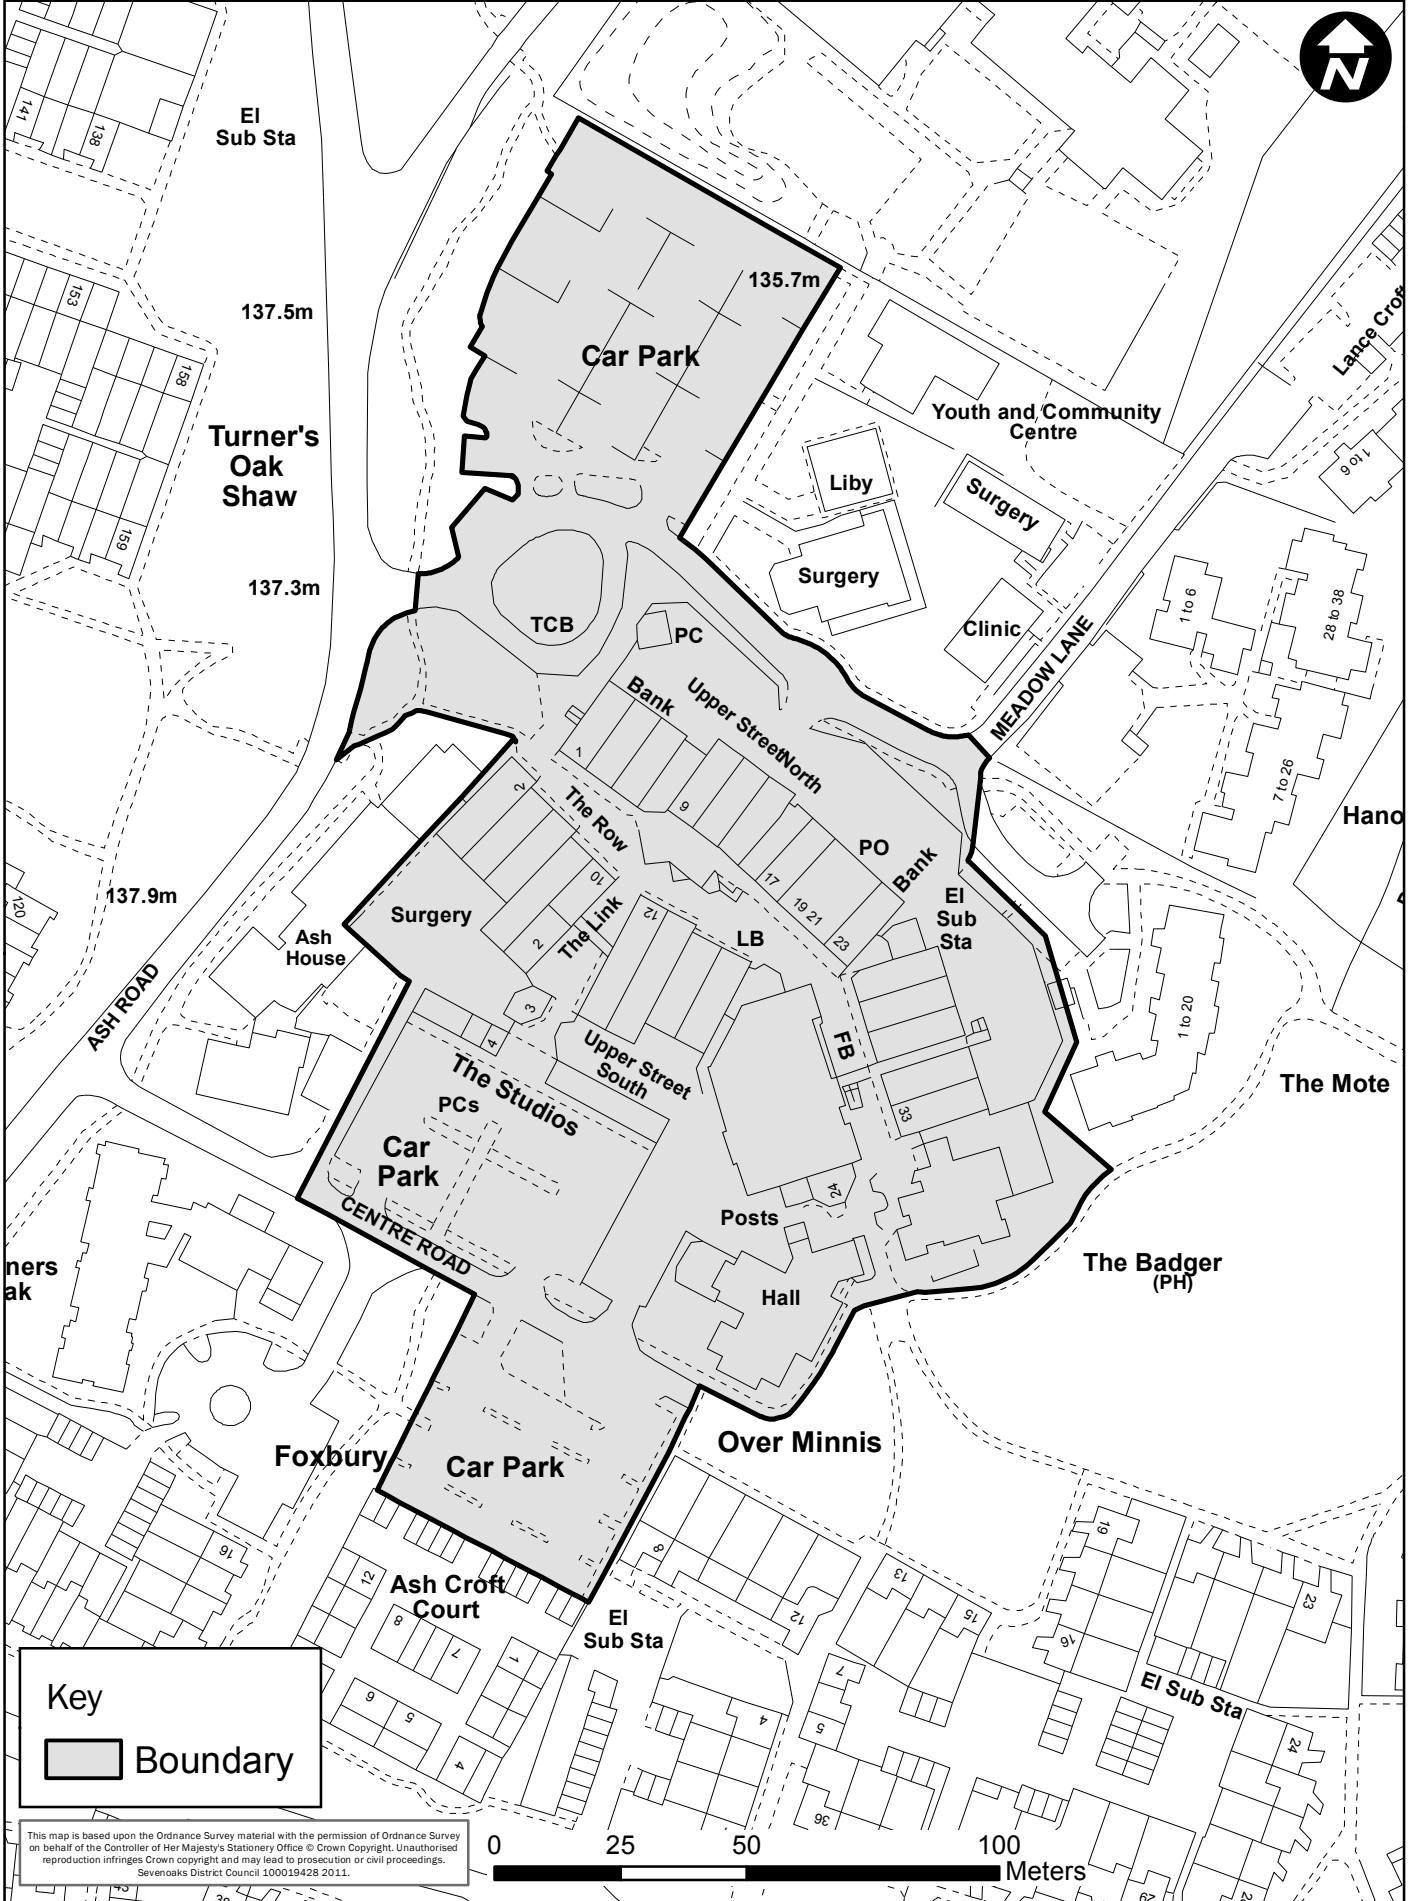 N
El
Sub Sta
141
138
135.7m
137.5m
153
158
Car Park
Lance Crof
Youth and Community
Centre
Turner's
Oak
Shaw
Liby
Surgery
1 to 6
159
Surgery
137.3m
TCB
PC
Clinic
1 to 6
28 to 38
MEADOW LANE
Bank
Upper Street North
1
2
The Row
9
7 to 26
Hano
PO
Bank
137.9m
120
Surgery
10
17
19 21
23
El
Sub
Sta
Ash
House
2
The Link
12
LB
ASH ROAD
3
4
FB
1 to 20
Upper Street
South
The Studios
The Mote
PCs
33
Car
Park
24
CENTRE ROAD
Posts
ners
ak
The Badger
(PH)
Hall
Foxbury
Car Park
Over Minnis
16
12
8
19
Ash Croft
Court
13
15
23
8
7
12
El
Sub Sta
1
16
7
6
5
4
5
4
El Sub Sta
24
36
Key
Boundary
This map is based upon the Ordnance Survey material with the permission of Ordnance Survey
on behalf of the Controller of Her Majesty's Stationery Office © Crown Copyright. Unauthorised
reproduction infringes Crown copyright and may lead to prosecution or civil proceedings.
Sevenoaks District Council 100019428 2011.
0 25 50 100
Meters